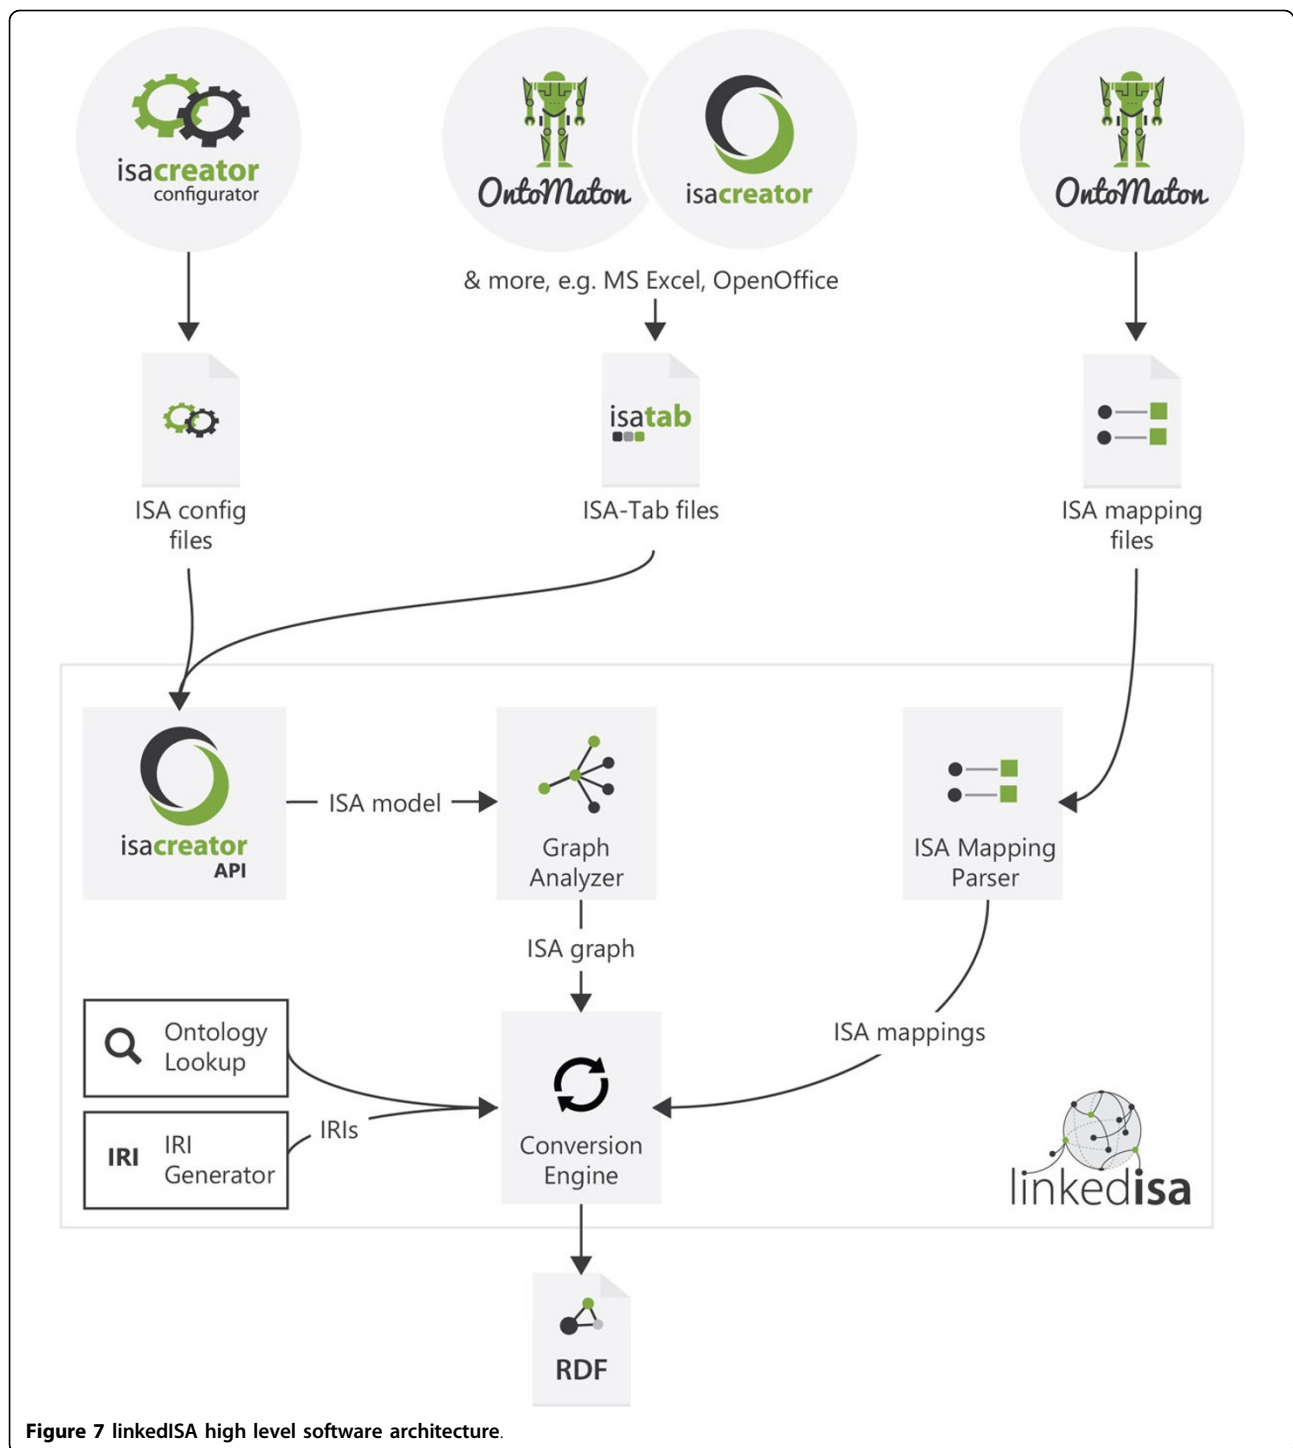 isacreator
configurator
OntoMaton
isacreator
OntoMaton
& more, e.g. MS Excel, OpenOffice
isatab
ISA config
files
ISA-Tab files
ISA mapping
files
isacreator
API
ISA model
Graph
Analyzer
ISA Mapping
Parser
ISA graph
Ontology
Lookup
ISA mappings
IRIs
IRI
IRI
Generator
Conversion
Engine
linkedisa
RDF
Figure 7 linkedISA high level software architecture.